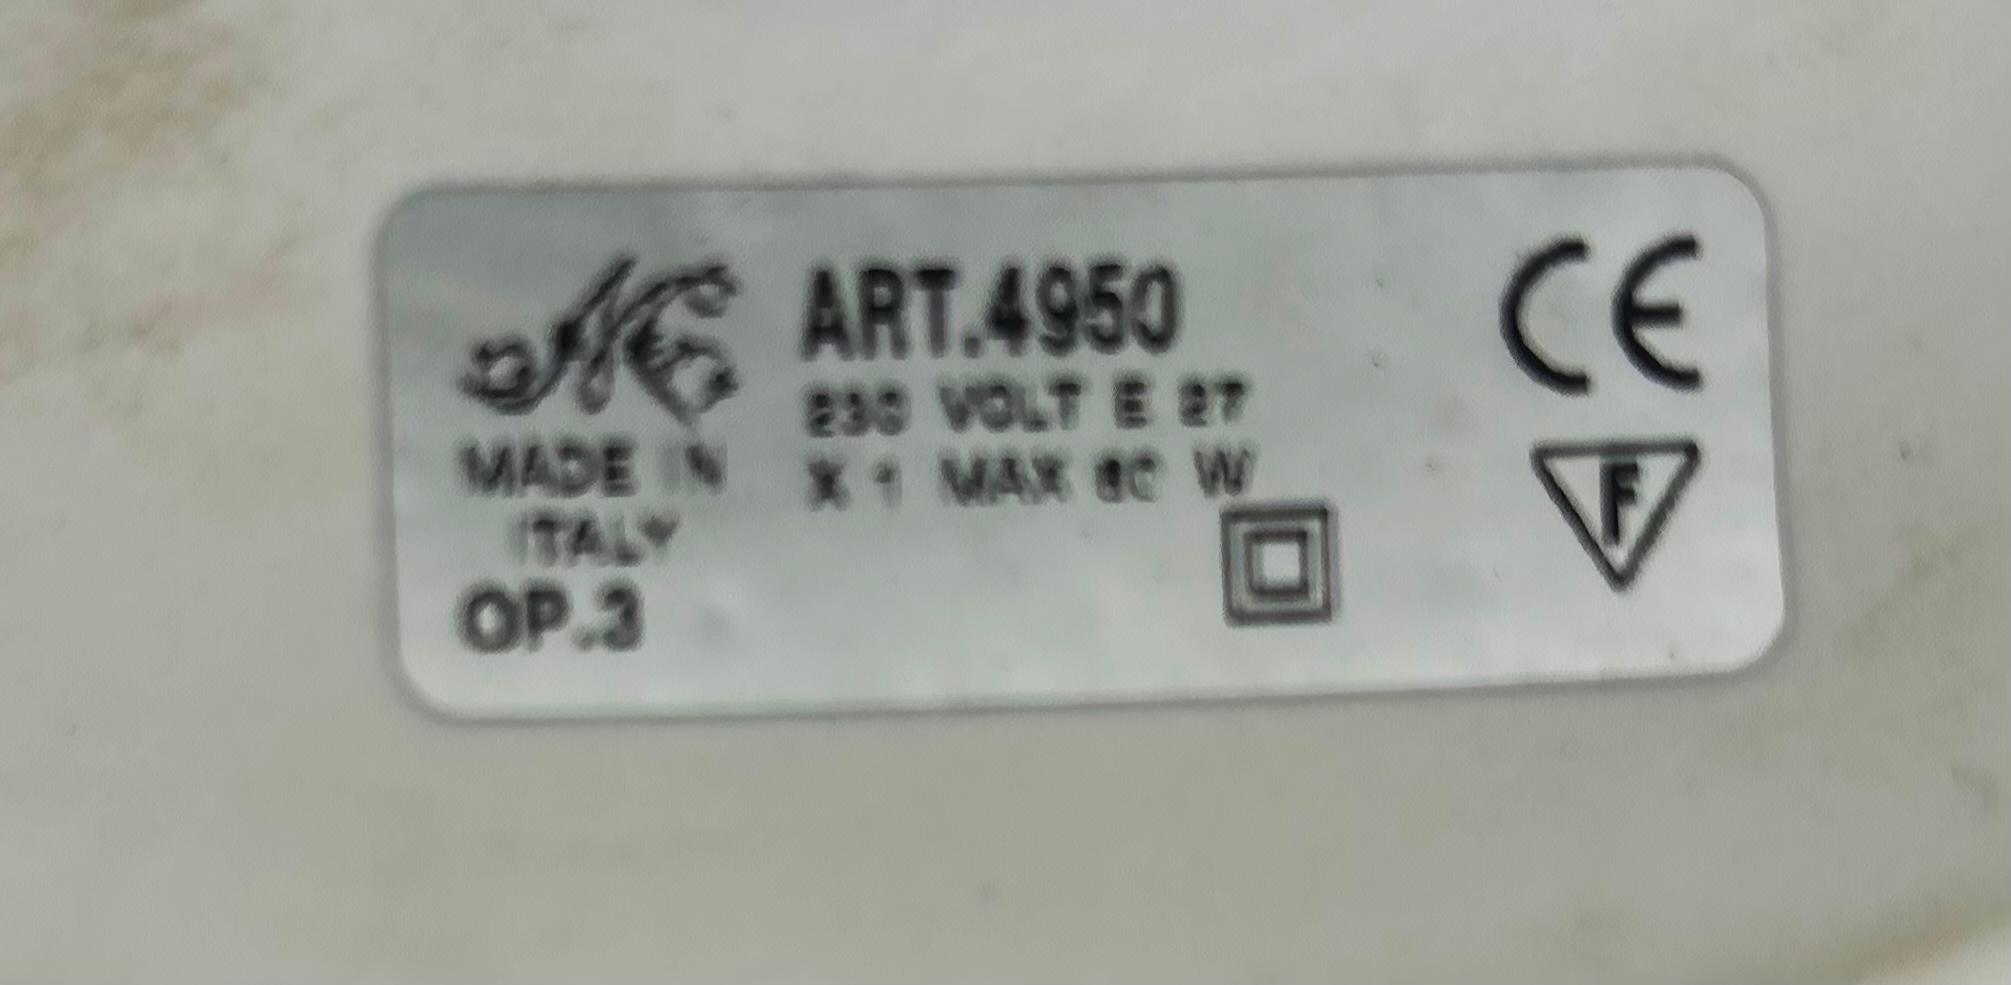 ART.4950
230 VOLT E 27
X 1 MAX 60 W
MADE IN
ITALY
OP.3
CE
F